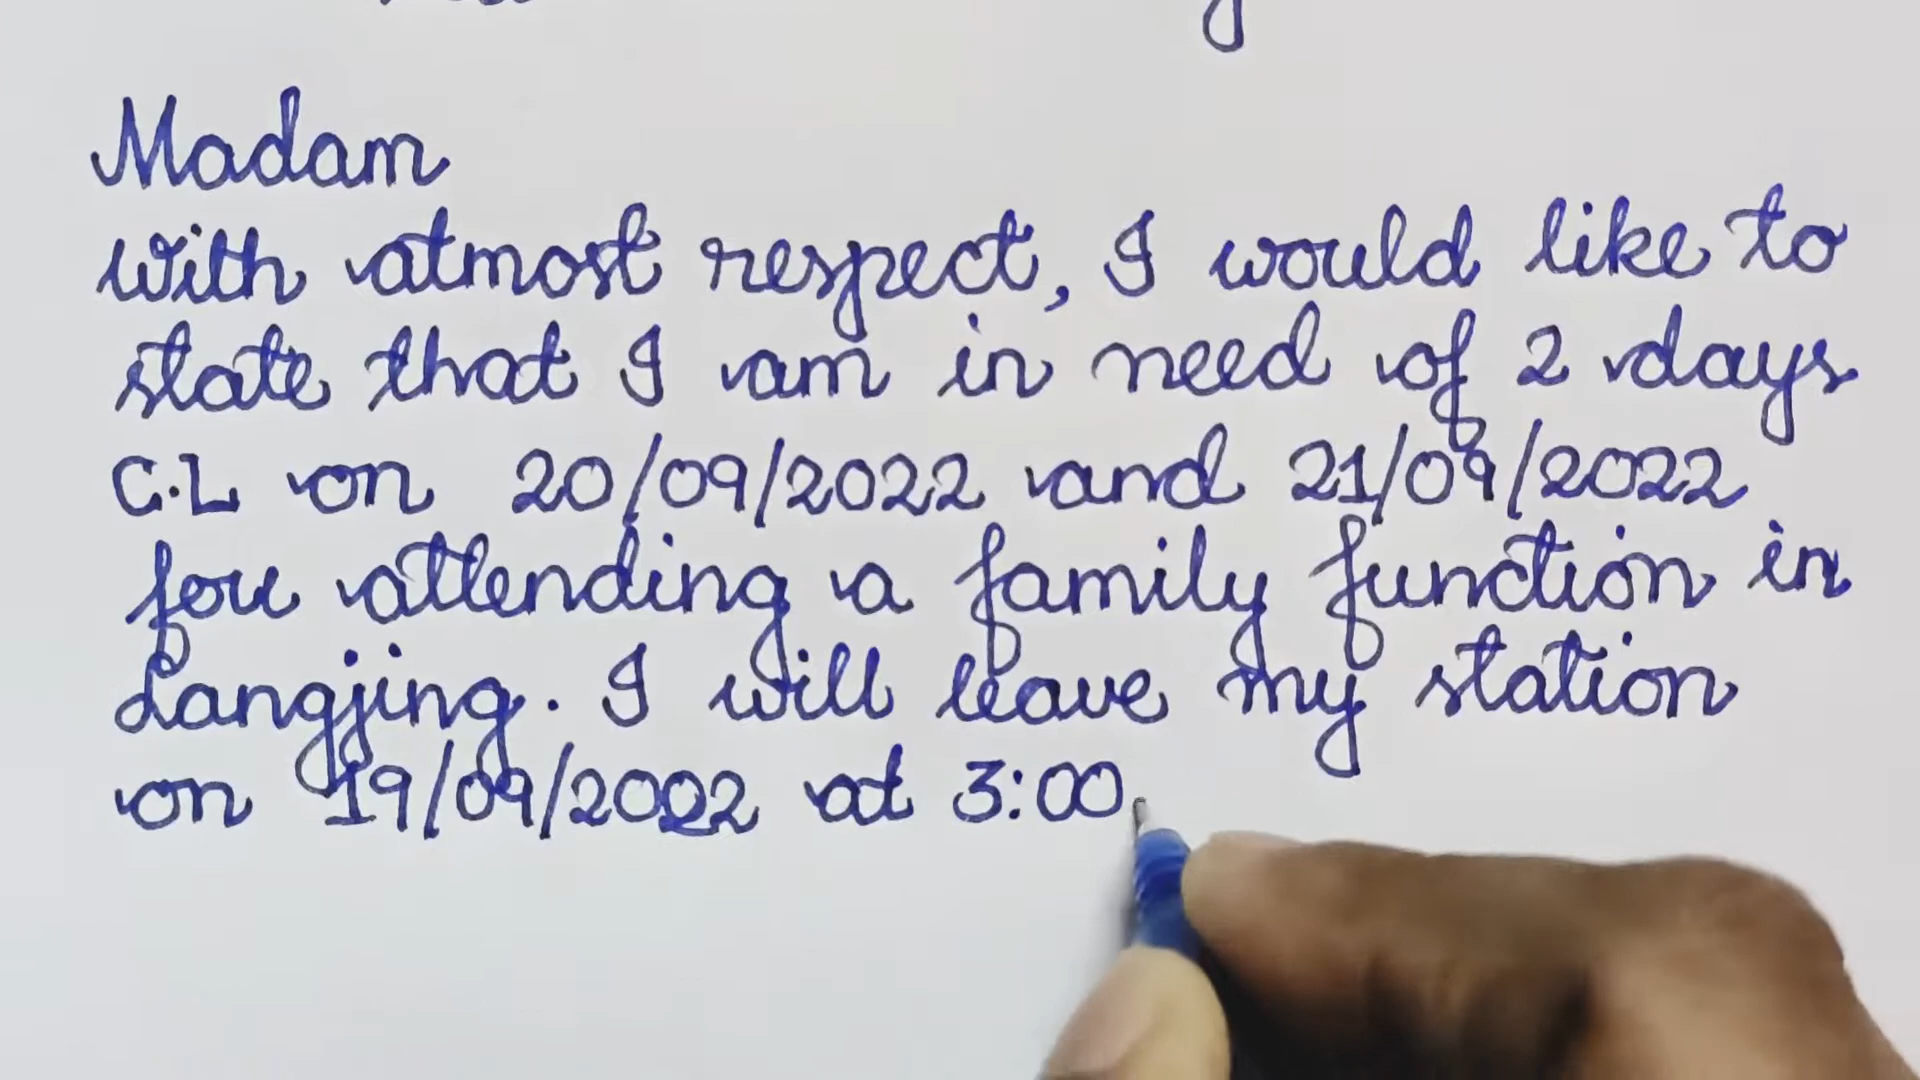 Madam
with atmost respect, I would like to
state that I am in need of 2 days
C.L on 20/09/2022 and 21/09/2022
for attending a family function in
Langjing. I will leave my station
on 19/09/2022 at 3:00